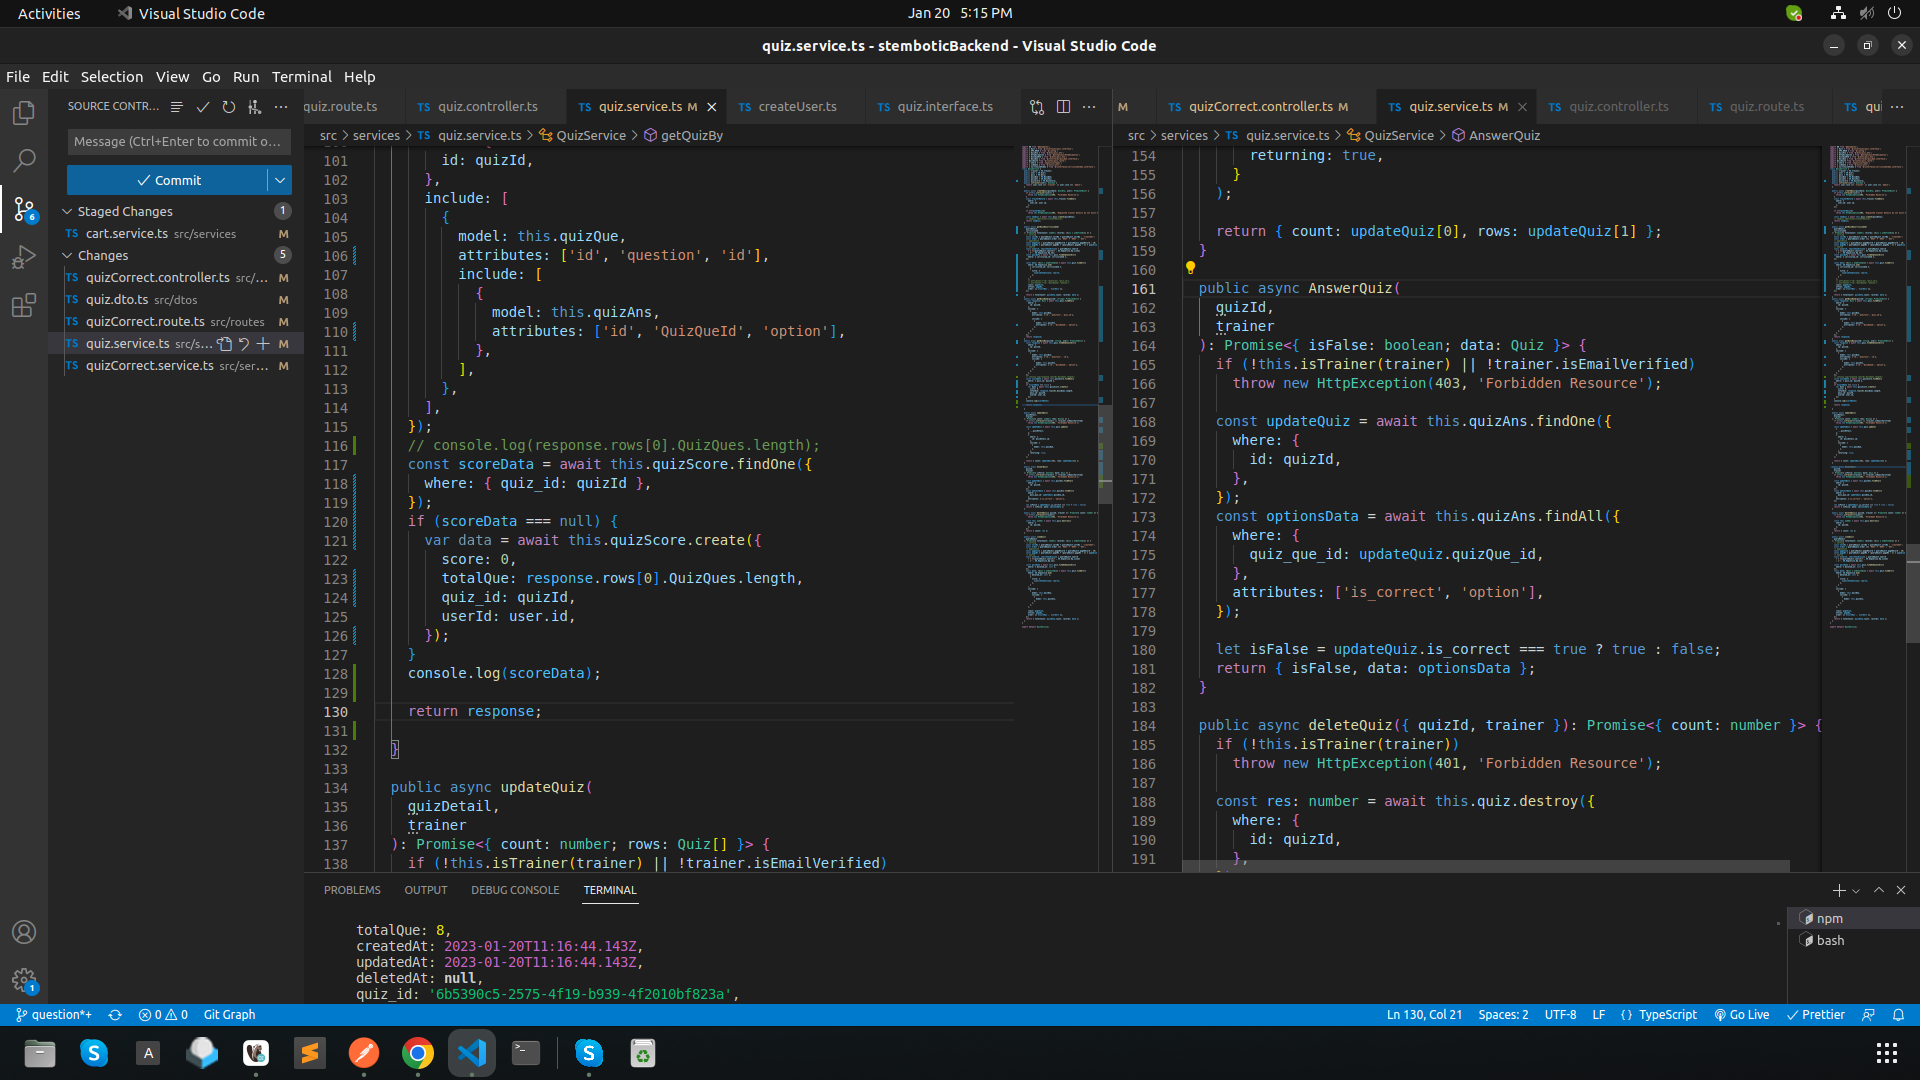 Activities
Visual Studio Code
Jan 20 5:15 PM
quiz.service.ts - stemboticBackend - Visual Studio Code
File Edit Selection View Go Run Terminal Help
SOURCE CONTR...
quiz.route.ts
TS quiz.controller.ts
TS quiz.service.ts M
TS createUser.ts
TS quiz.interface.ts
M
TS quizCorrect.controller.ts M
TS quiz.service.ts M
TS quiz.controller.ts
TS quiz.route.ts
TS qui
Message (Ctrl+Enter to commit o...
Commit
Staged Changes 1
TS cart.service.ts src/services M
Changes 5
TS quizCorrect.controller.ts src/... M
TS quiz.dto.ts src/dtos M
TS quizCorrect.route.ts src/routes M
TS quiz.service.ts src/s... M
TS quizCorrect.service.ts src/ser... M
6
1
src > services > TS quiz.service.ts > QuizService > getQuizBy
101 id: quizId,
102 },
103 include: [
104 {
105 model: this.quizQue,
106 attributes: ['id', 'question', 'id'],
107 include: [
108 {
109 model: this.quizAns,
110 attributes: ['id', 'QuizQueId', 'option'],
111 },
112 ],
113 },
114 ],
115 });
116 // console.log(response.rows[0].QuizQues.length);
117 const scoreData = await this.quizScore.findOne({
118 where: { quiz_id: quizId },
119 });
120 if (scoreData === null) {
121 var data = await this.quizScore.create({
122 score: 0,
123 totalQue: response.rows[0].QuizQues.length,
124 quiz_id: quizId,
125 userId: user.id,
126 });
127 }
128 console.log(scoreData);
129
130 return response;
131
132 }
133
134 public async updateQuiz(
135 quizDetail,
136 trainer
137 ): Promise<{ count: number; rows: Quiz[] }> {
138 if (!this.isTrainer(trainer) || !trainer.isEmailVerified)
src > services > TS quiz.service.ts > QuizService > AnswerQuiz
154 returning: true,
155 }
156 );
157
158 return { count: updateQuiz[0], rows: updateQuiz[1] };
159 }
160
161 public async AnswerQuiz(
162 quizId,
163 trainer
164 ): Promise<{ isFalse: boolean; data: Quiz }> {
165 if (!this.isTrainer(trainer) || !trainer.isEmailVerified)
166 throw new HttpException(403, 'Forbidden Resource');
167
168 const updateQuiz = await this.quizAns.findOne({
169 where: {
170 id: quizId,
171 },
172 });
173 const optionsData = await this.quizAns.findAll({
174 where: {
175 quiz_que_id: updateQuiz.quizQue_id,
176 },
177 attributes: ['is_correct', 'option'],
178 });
179
180 let isFalse = updateQuiz.is_correct === true ? true : false;
181 return { isFalse, data: optionsData };
182 }
183
184 public async deleteQuiz({ quizId, trainer }): Promise<{ count: number }> {
185 if (!this.isTrainer(trainer))
186 throw new HttpException(401, 'Forbidden Resource');
187
188 const res: number = await this.quiz.destroy({
189 where: {
190 id: quizId,
191 },
PROBLEMS OUTPUT DEBUG CONSOLE TERMINAL
totalQue: 8,
createdAt: 2023-01-20T11:16:44.143Z,
updatedAt: 2023-01-20T11:16:44.143Z,
deletedAt: null,
quiz_id: '6b5390c5-2575-4f19-b939-4f2010bf823a',
npm
bash
question*+ 0 0 Git Graph
Ln 130, Col 21 Spaces: 2 UTF-8 LF {} TypeScript Go Live Prettier